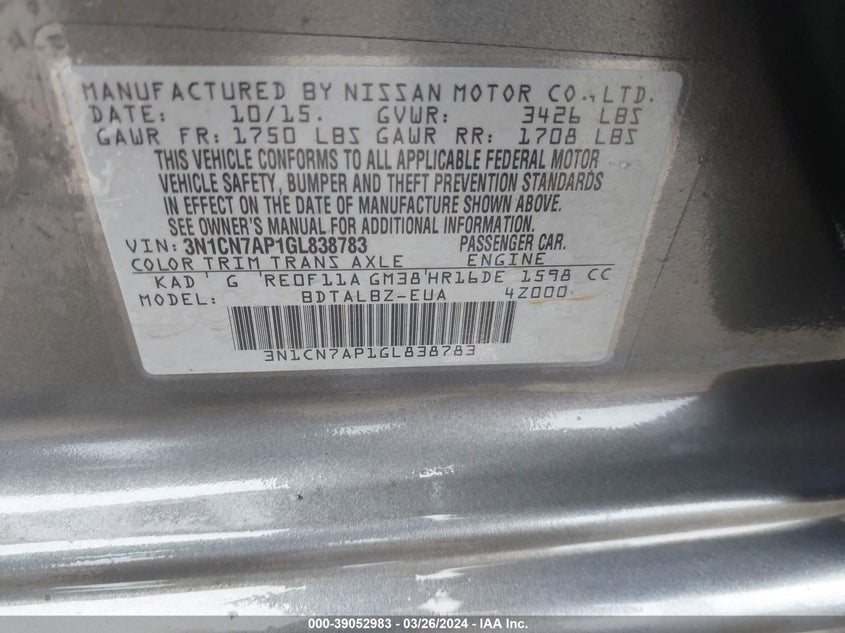 MANUFACTURED BY NISSAN MOTOR CO., LTD.
DATE: 10/15. GVWR: 3426 LBS
GAWR FR: 1750 LBS GAWR RR: 1708 LBS
THIS VEHICLE CONFORMS TO ALL APPLICABLE FEDERAL MOTOR
VEHICLE SAFETY, BUMPER AND THEFT PREVENTION STANDARDS
IN EFFECT ON THE DATE OF MANUFACTURE SHOWN ABOVE.
SEE OWNER'S MANUAL FOR ADDITIONAL INFORMATION
VIN: 3N1CN7AP1GL838783 PASSENGER CAR.
COLOR TRIM TRANS AXLE ENGINE
KAD G RE0F11A GM38 HR16DE 1598 CC
MODEL: BDTALBZ-EUA 4Z000
3N1CN7AP1GL838783
000-39052983 / 03/26/2024 - IAA, Inc.